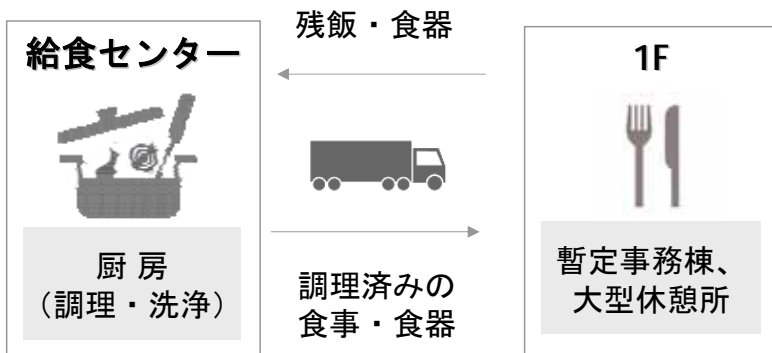 残飯・食器
給食センター
1F
厨 房
（調理・洗浄）
調理済みの
食事・食器
暫定事務棟、
大型休憩所